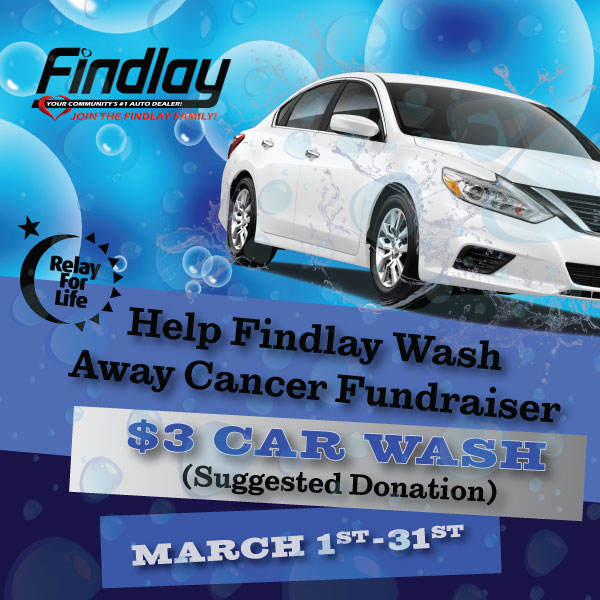 Findlay
YOUR COMMUNITY'S #1 AUTO DEALER!
JOIN THE FINDLAY FAMILY!
Relay
For
Life
Help Findlay Wash
Away Cancer Fundraiser
$3 CAR WASH
(Suggested Donation)
MARCH 1ST-31ST